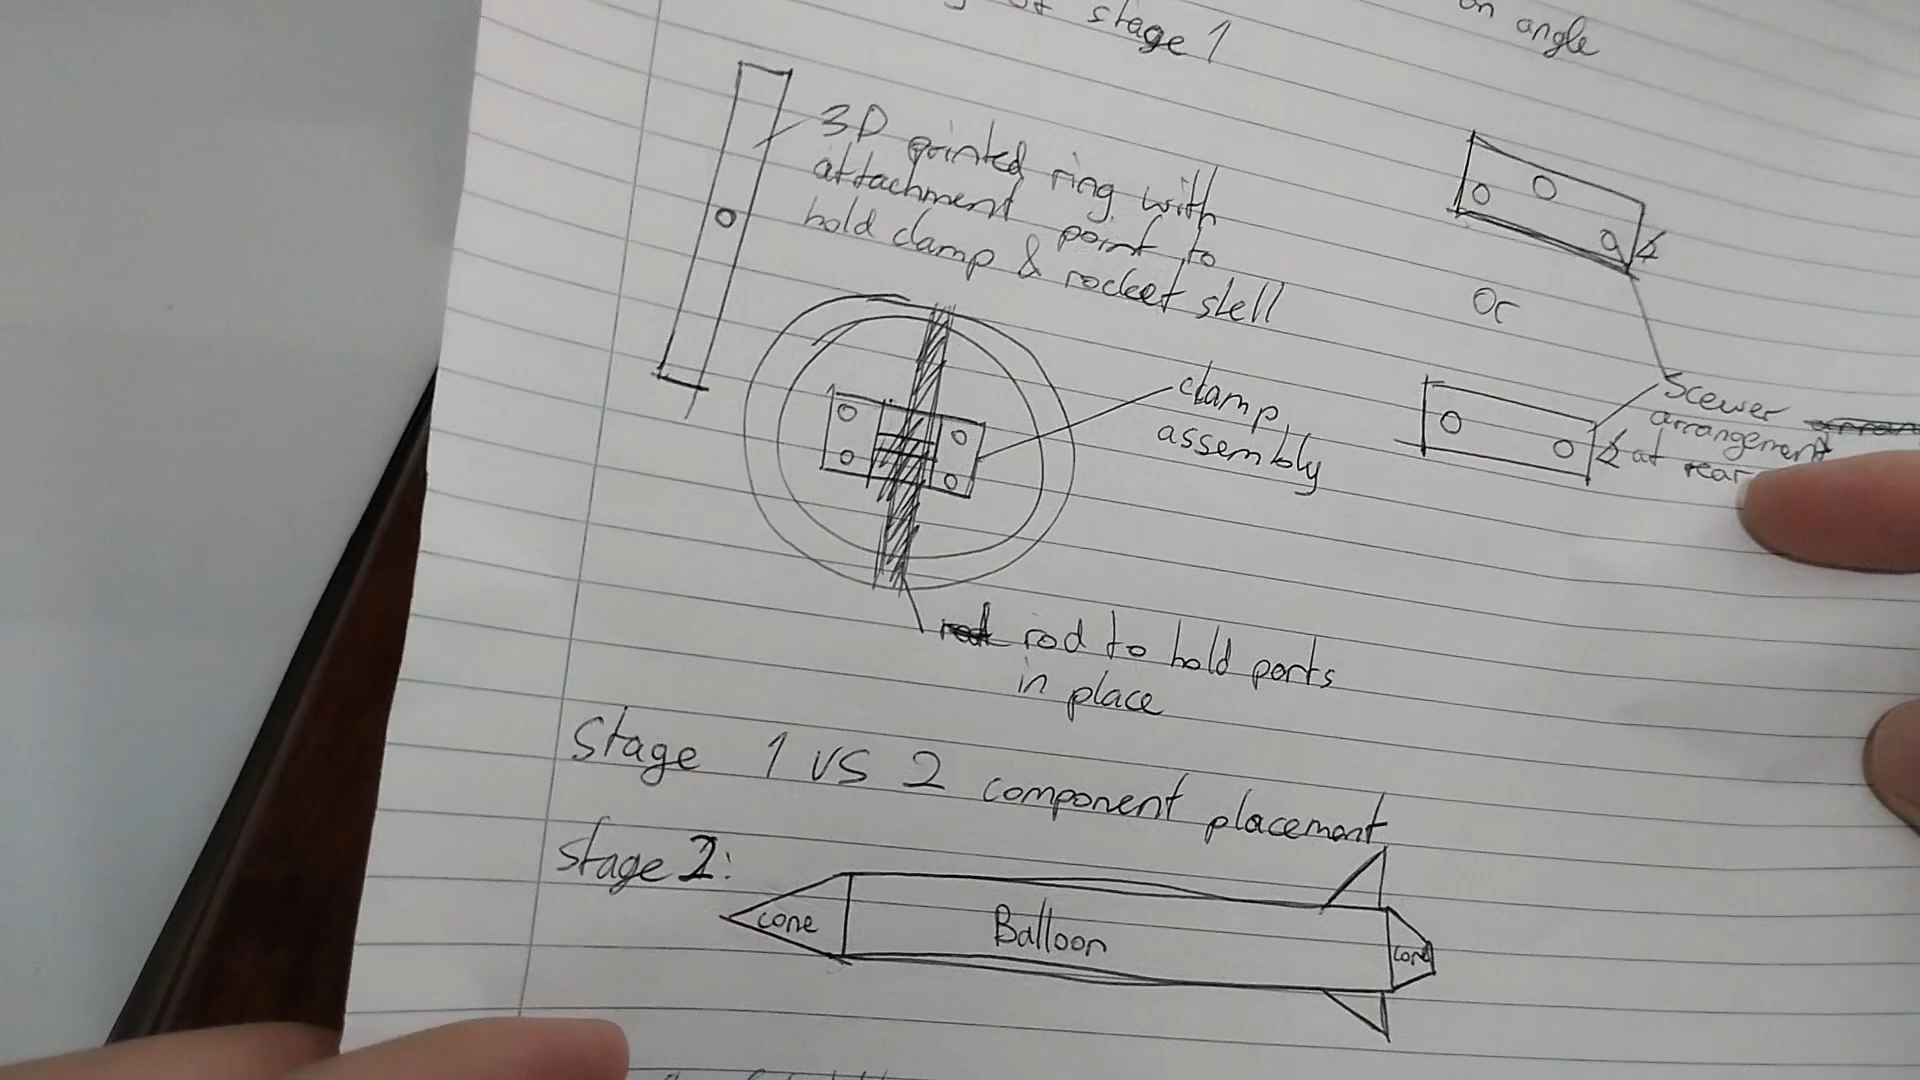 of stage 1
on angle
3D printed ring with
attachment point to
hold clamp & rocket shell
or
clamp
assembly
Scewer
arrangement
at rear
rod to hold parts
in place
Stage 1 VS 2 component placement
Stage 2:
cone
Balloon
cone